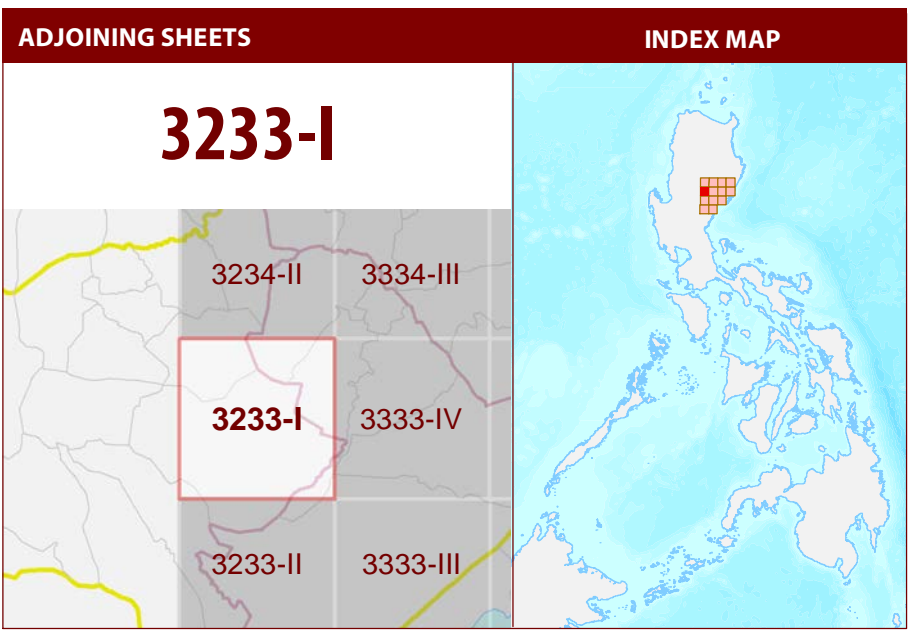 ADJOINING SHEETS
INDEX MAP
3233-I
3234-II 3334-III
3233-I 3333-IV
3233-II 3333-III